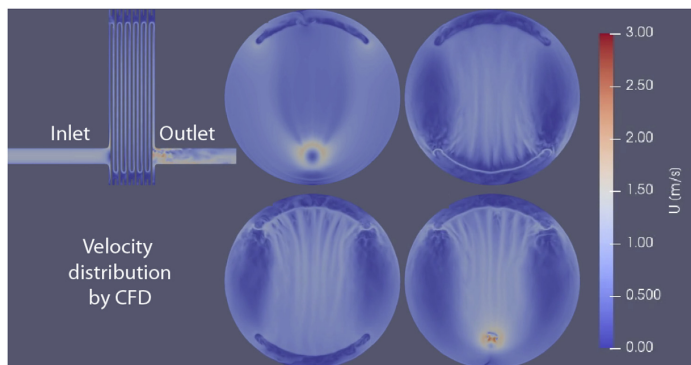 Inlet
Outlet
Velocity
distribution
by CFD
3.00
2.50
2.00
1.50
1.00
0.500
0.00
U (m/s)